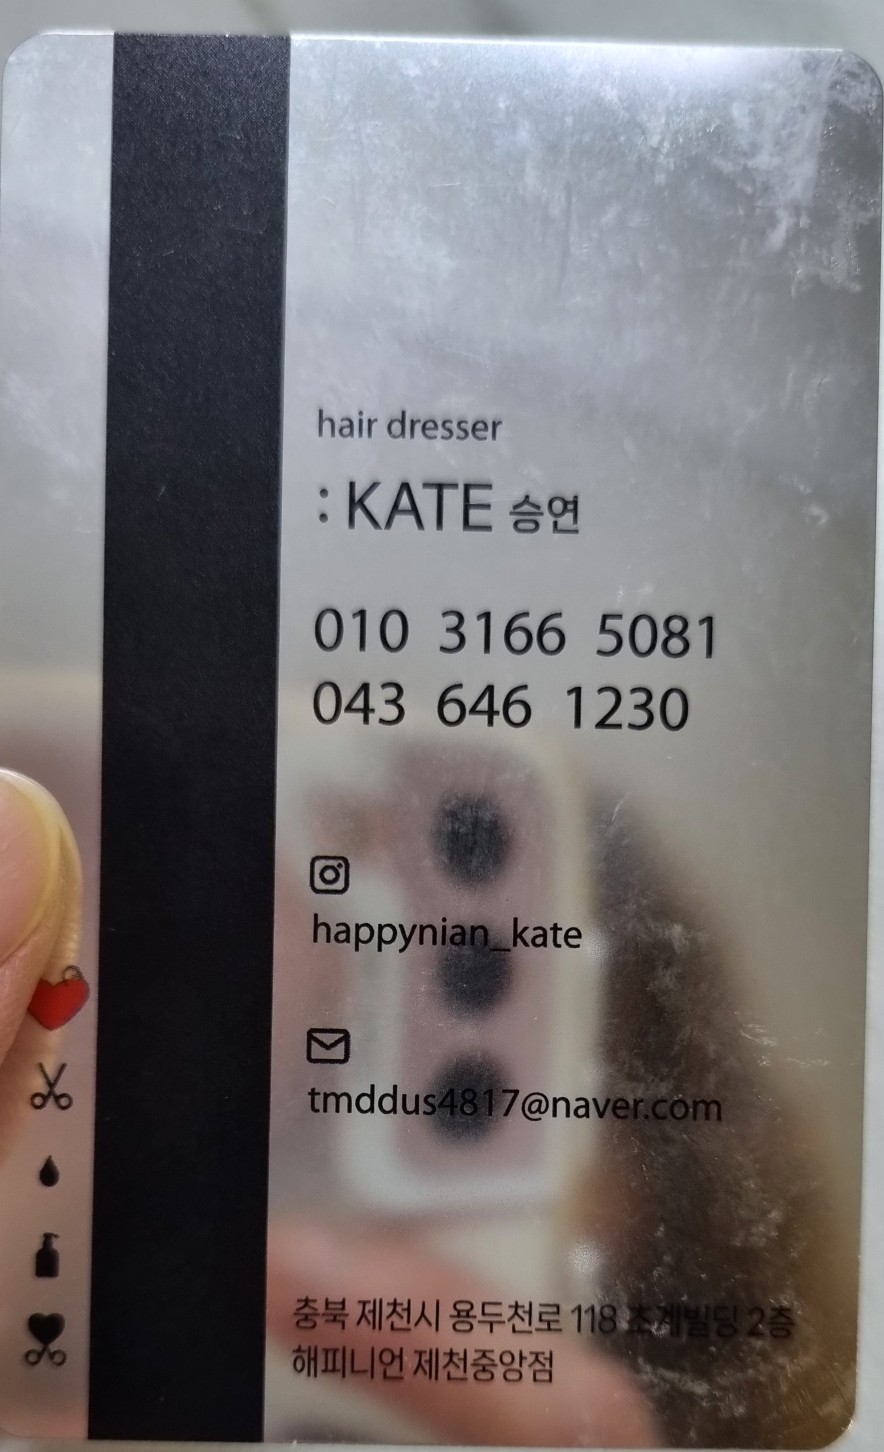 hair dresser
: KATE 승연
010 3166 5081
043 646 1230
happynian_kate
tmddus4817@naver.com
충북 제천시 용두천로 118 조계빌딩 2층
해피니언 제천중앙점